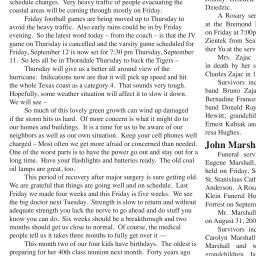 schedule changes. Very heavy traffic of people evacuating the
coastal areas will be coming through mostly on Friday.
Friday football games are being moved up to Thursday to
avoid the heavy traffic. Also early rains could be in by Friday
evening. So the latest word today – from the coach – is that the JV
game on Thursday is cancelled and the varsity game scheduled for
Friday, September 12 is now set for 7:30 pm Thursday, September
11. So lets all be in Thorndale Thursday to back the Tigers –
Thursday will give us a better all around view of the
hurricane. Indications now are that it will pick up speed and hit
the whole Texas coast as a category 4. That sounds very tough.
Hopefully, some weather situation will affect it to slow it down.
We will see –
So much of this lovely green growth can wind up damaged
if the storm hits us hard. Of more concern is what it might do to
our homes and buildings. It is a time for us to be aware of our
neighbors as well as our own situation. Keep your cell phones well
charged – Most often we get more afraid or concerned than needed.
One of the worst parts is to have the power go out and stay out for a
long time. Have your flashlights and batteries ready. The old coal
oil lamps are great, too.
This period of recovery after major surgery is sure getting old.
We are grateful that things are going well and on schedule. Last
Friday we made four weeks and this Friday is five weeks. We see
the big doctor next Tuesday. Strength is slow to return and without
adequate strength you lack the nerve to go ahead and do stuff you
know you can do. Six weeks should be a breakthrough and two
months should get us close to normal. Of course, the medical
people tell us it takes three months to fully get over it —
This month two of our four kids have birthdays. The oldest is
preparing for her 40th class reunion next month. Forty years ago
Dziedzic.
A Rosary se
at the Brenmond
on Friday at 7:00p
Zientek from Sea
ther Yu at the serv
Mrs. Zajac
in death by her s
Charles Zajac in 1
Survivors inc
band Bruno Zaja
Bernadine Franco
band Donald Ray
Hewitt; grandchil
Ernest Kubiak and
resa Hughes.
John Marsh
Funeral serv
Eugene Marshall,
held on Friday,
St. Stanislaus Cath
Anderson. A Rosa
Klein Funeral Ho
Forrest on Septem
Mr. Marshall
on August 31, 200
Survivors inc
Carolyn Marshall
Marshall and w
grandchildren, Ja